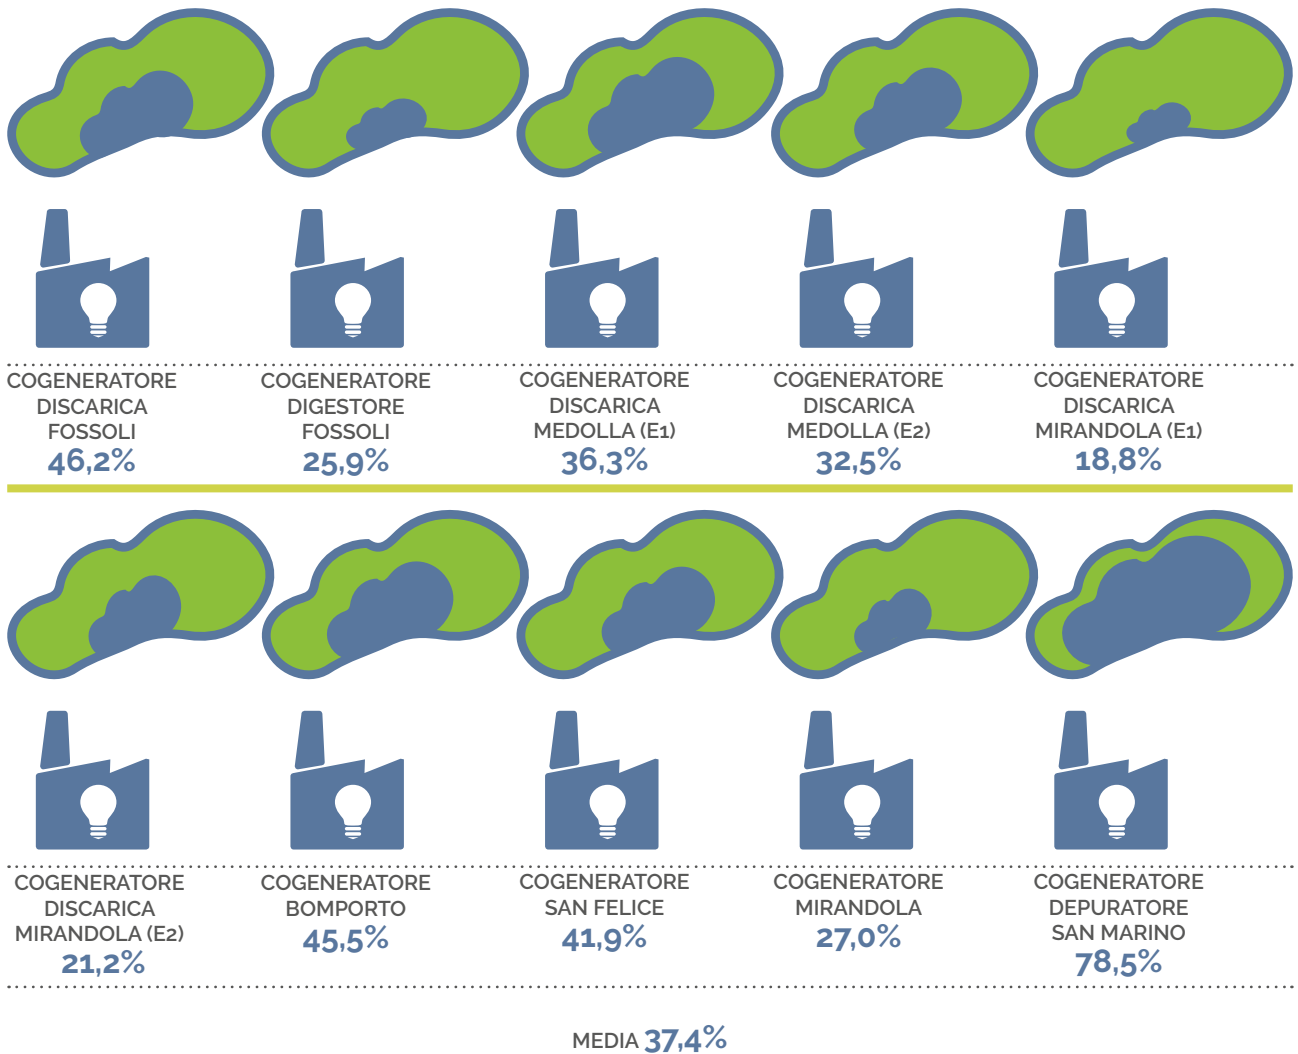 COGENERATORE
DISCARICA
FOSSOLI
46,2%
COGENERATORE
DIGESTORE
FOSSOLI
25,9%
COGENERATORE
DISCARICA
MEDOLLA (E1)
36,3%
COGENERATORE
DISCARICA
MEDOLLA (E2)
32,5%
COGENERATORE
DISCARICA
MIRANDOLA (E1)
18,8%
COGENERATORE
DISCARICA
MIRANDOLA (E2)
21,2%
COGENERATORE
BOMPORTO
45,5%
COGENERATORE
SAN FELICE
41,9%
COGENERATORE
MIRANDOLA
27,0%
COGENERATORE
DEPURATORE
SAN MARINO
78,5%
MEDIA 37,4%